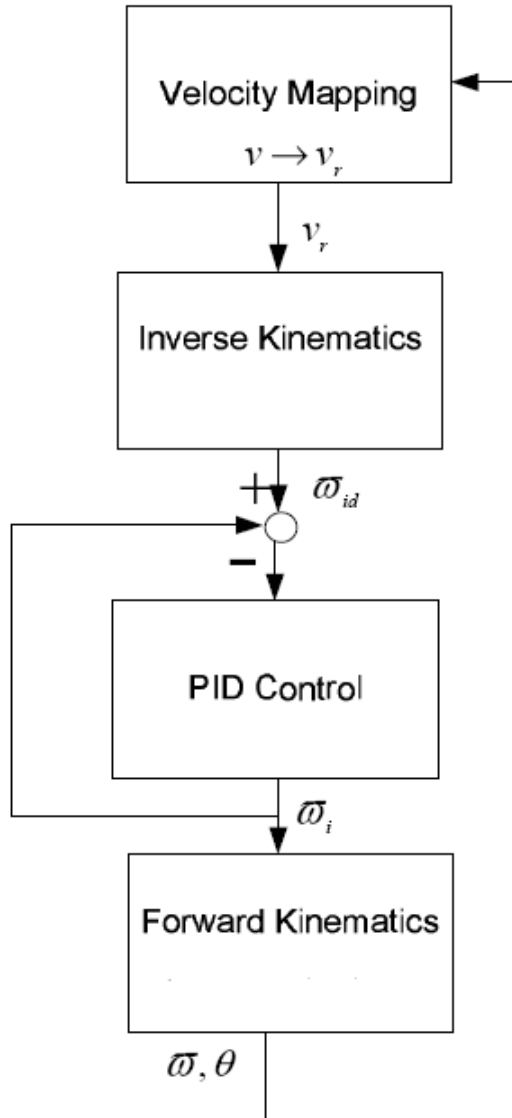 Velocity Mapping
v → v_r
v_r
Inverse Kinematics
+ ϖ_id
−
PID Control
ϖ_i
Forward Kinematics
ϖ, θ